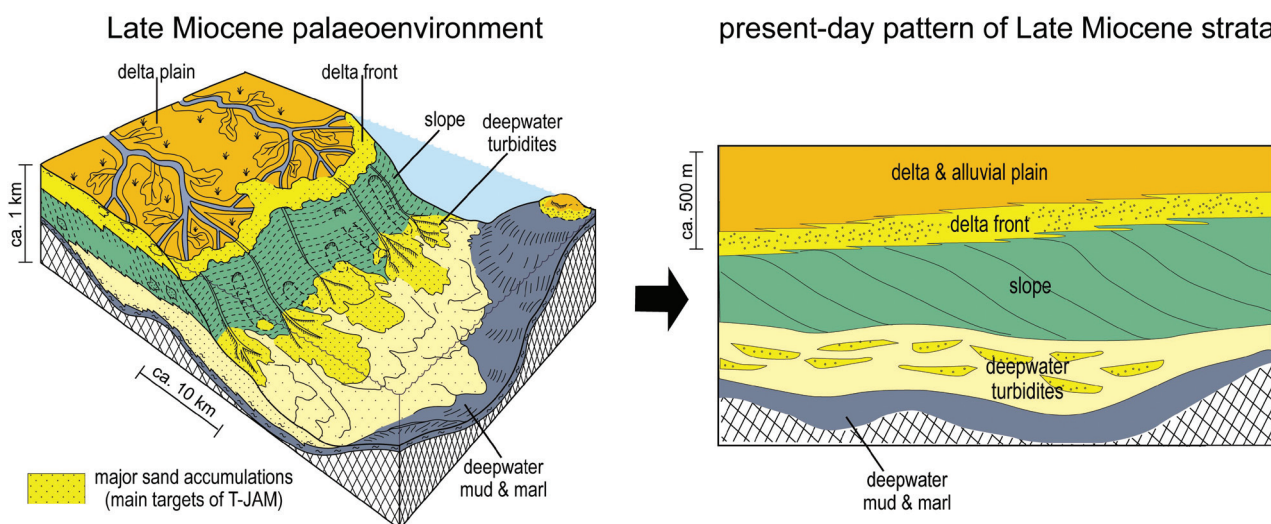 Late Miocene palaeoenvironment
delta plain
delta front
slope
deepwater
turbidites
ca. 1 km
ca. 10 km
deepwater
mud & marl
major sand accumulations
(main targets of T-JAM)
present-day pattern of Late Miocene strata
ca. 500 m
delta & alluvial plain
delta front
slope
deepwater
turbidites
deepwater
mud & marl